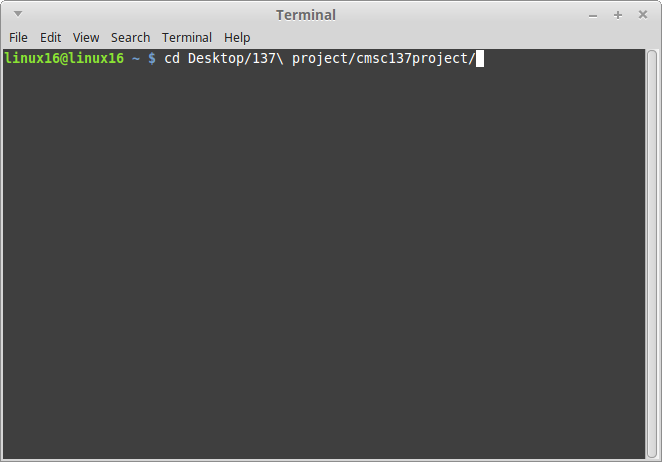 Terminal
File Edit View Search Terminal Help
linux16@linux16 ~ $ cd Desktop/137\ project/cmsc137project/